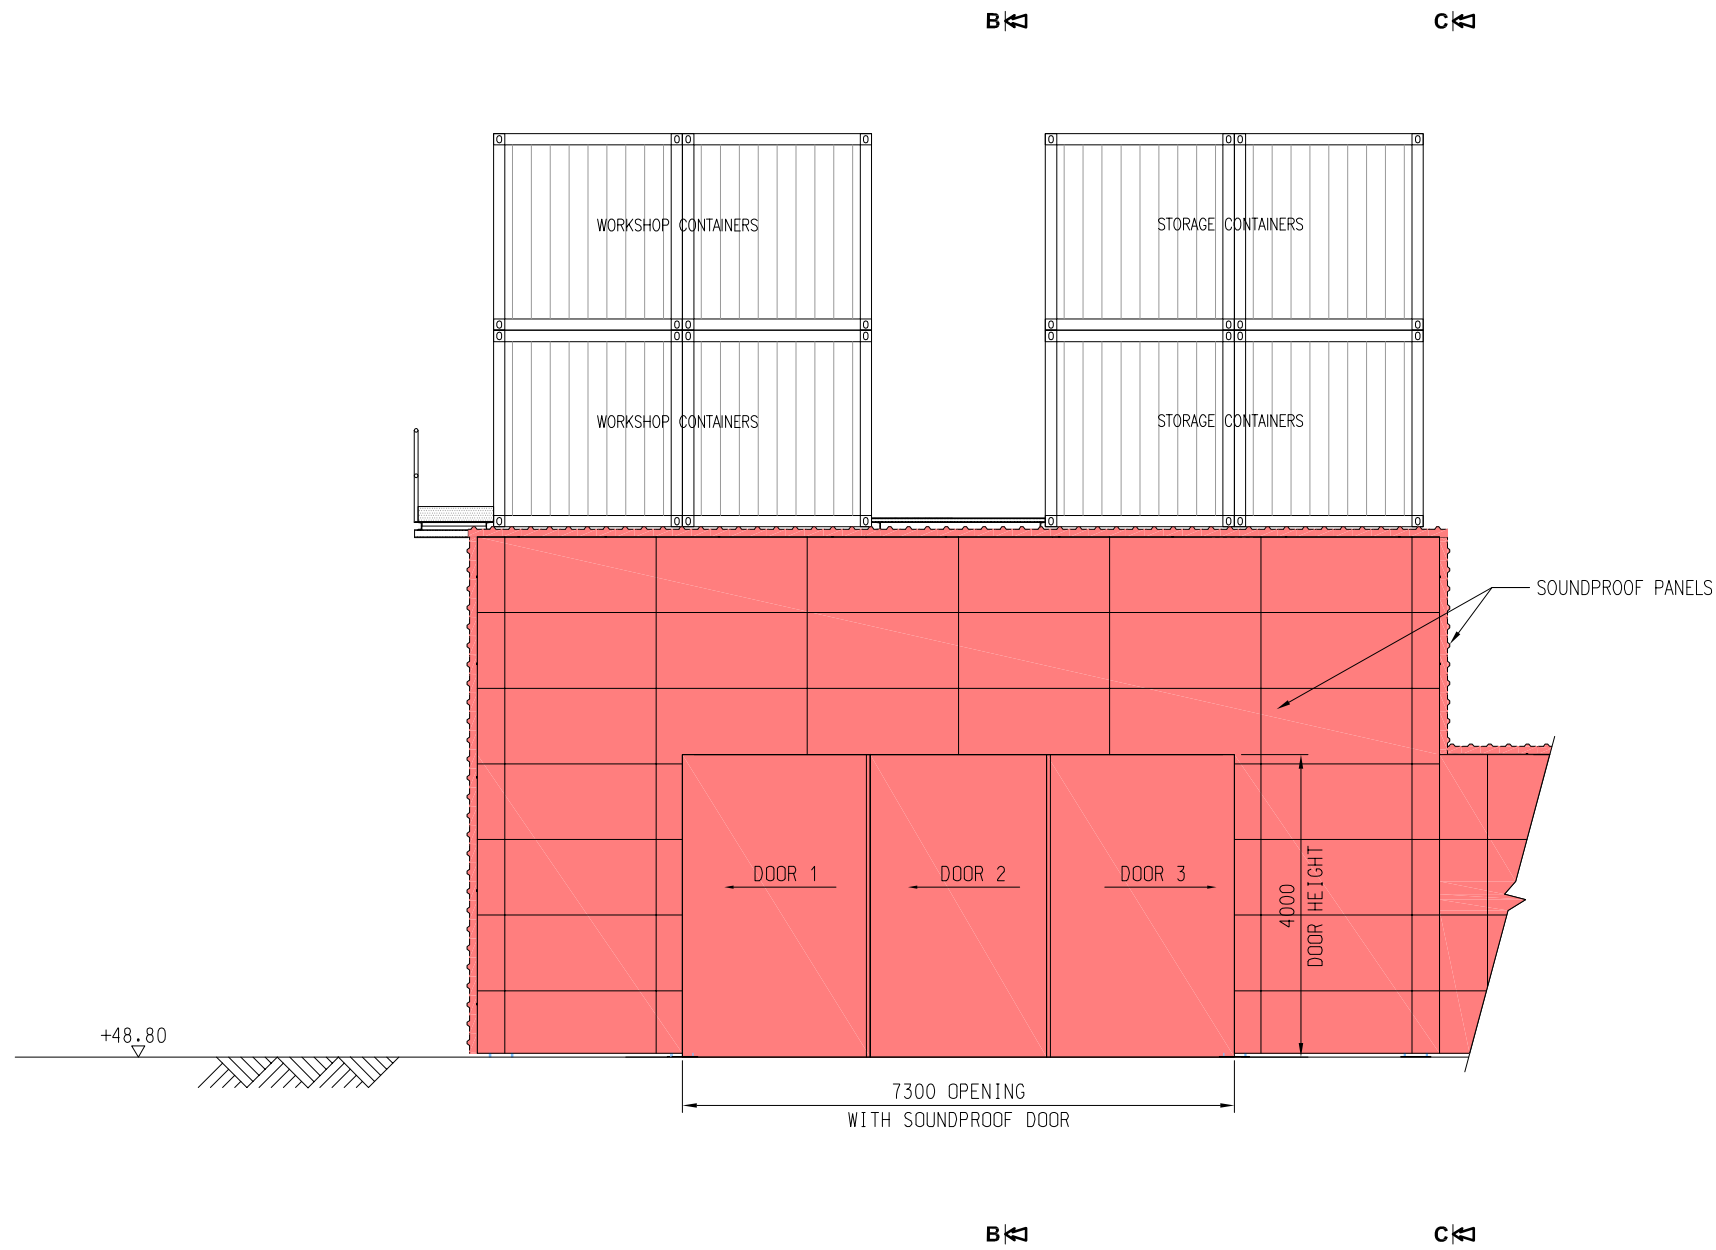 B C
WORKSHOP CONTAINERS
STORAGE CONTAINERS
WORKSHOP CONTAINERS
STORAGE CONTAINERS
SOUNDPROOF PANELS
DOOR 1
DOOR 2
DOOR 3
4000
DOOR HEIGHT
+48.80
7300 OPENING
WITH SOUNDPROOF DOOR
B C